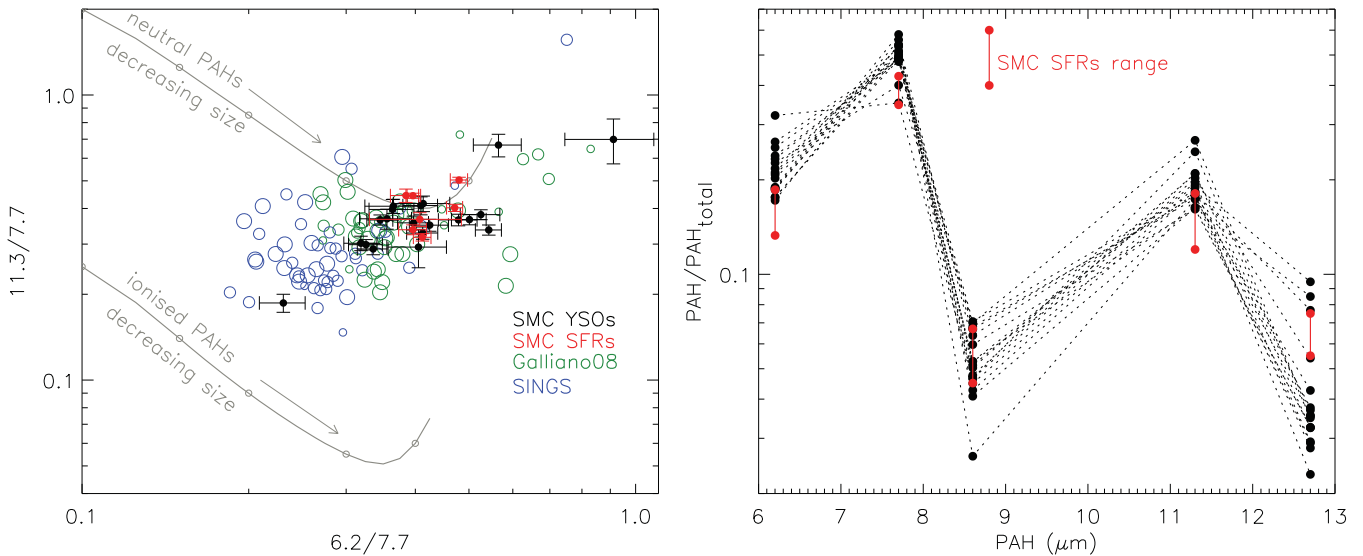 neutral PAHs
decreasing size
ionised PAHs
decreasing size
SMC YSOs
SMC SFRs
Galliano08
SINGS
1.0
0.1
11.3/7.7
0.1
1.0
6.2/7.7
SMC SFRs range
0.1
PAH/PAHtotal
6 7 8 9 10 11 12 13
PAH (μm)